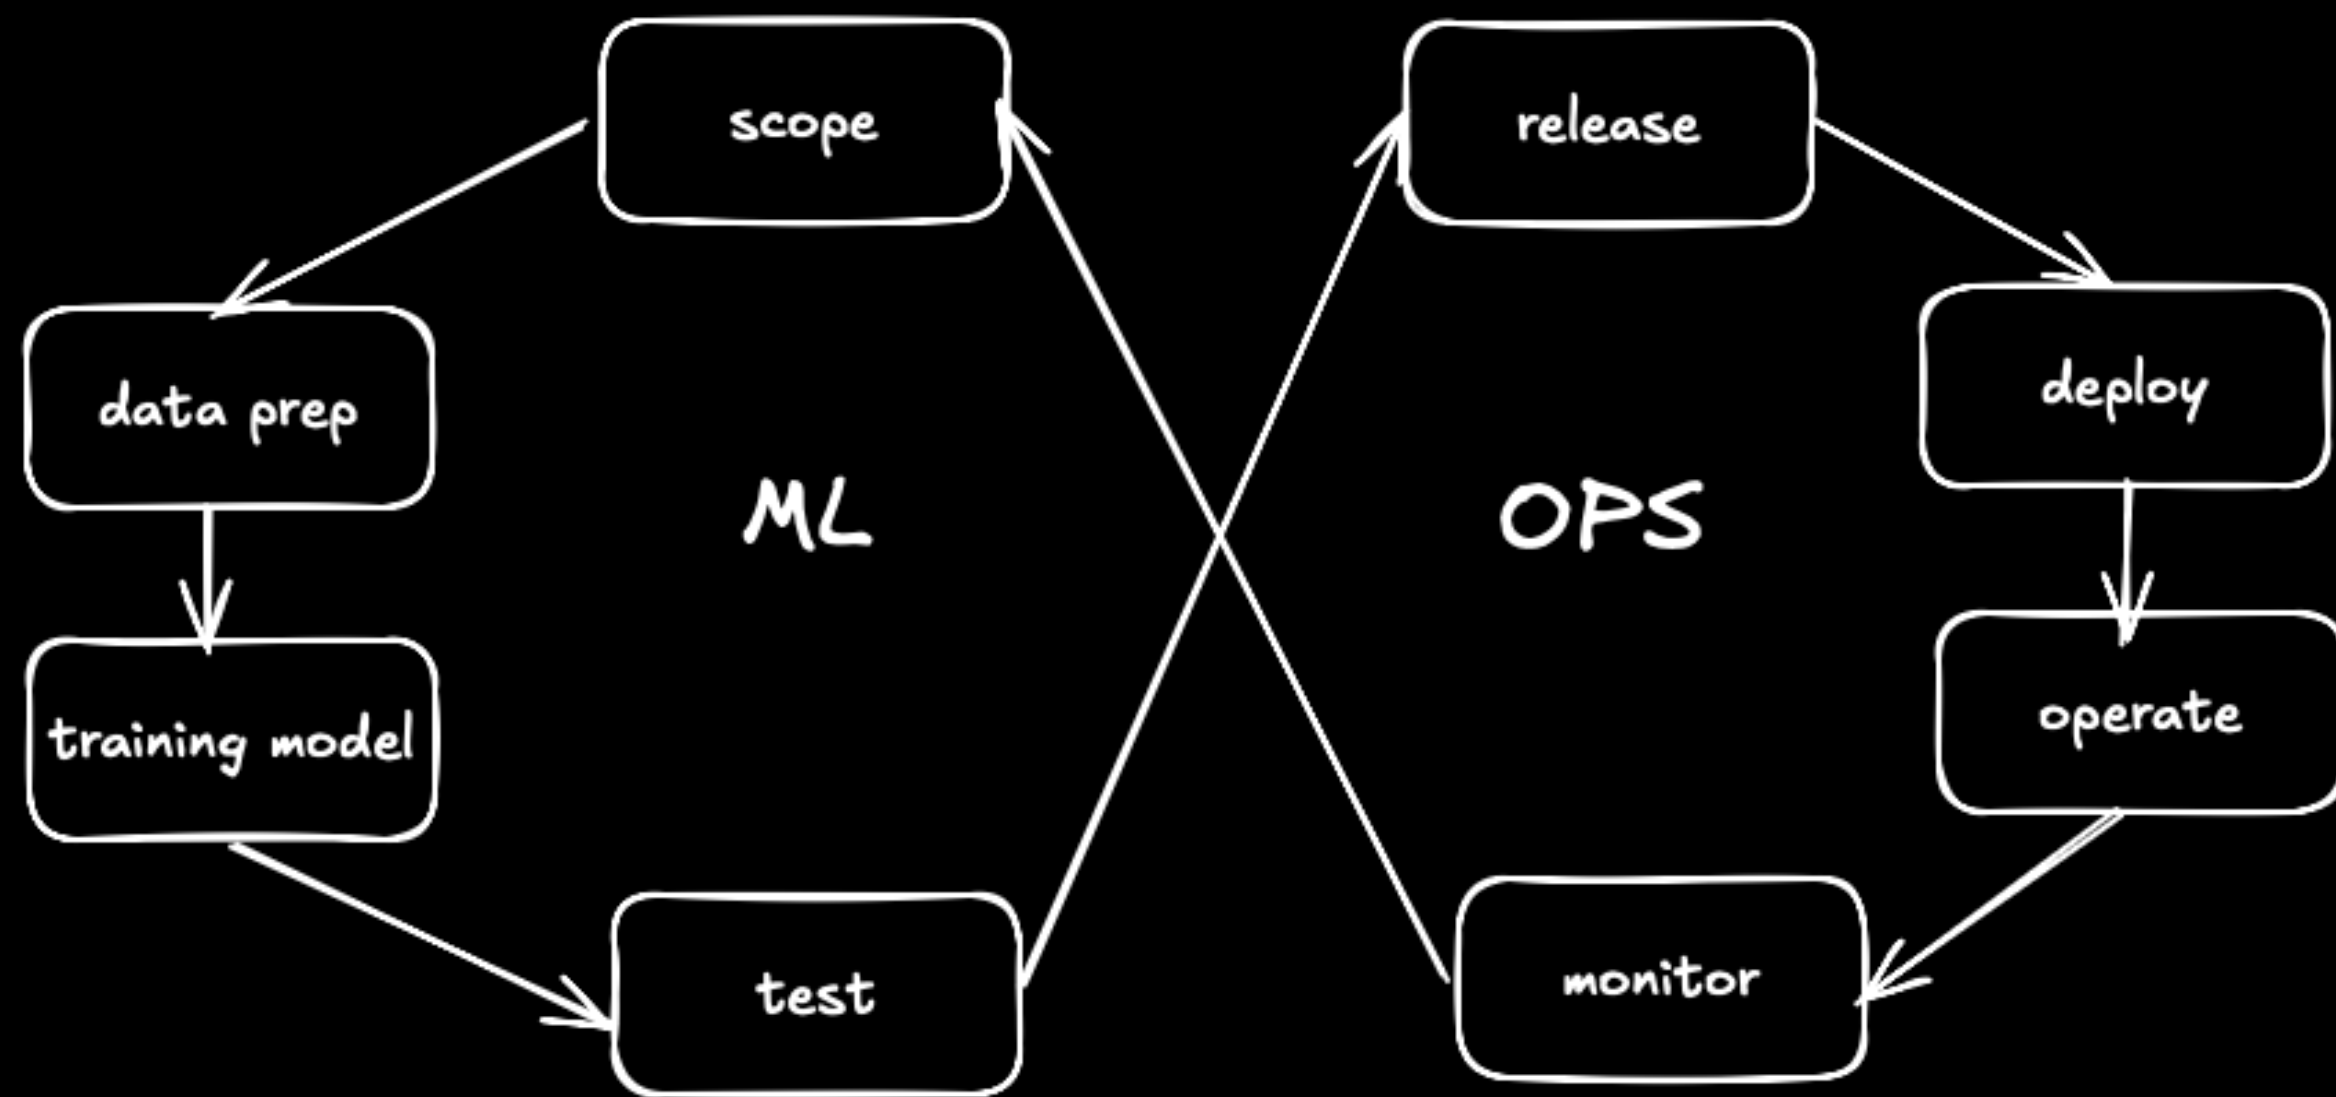 scope
release
data prep
deploy
ML
OPS
training model
operate
test
monitor